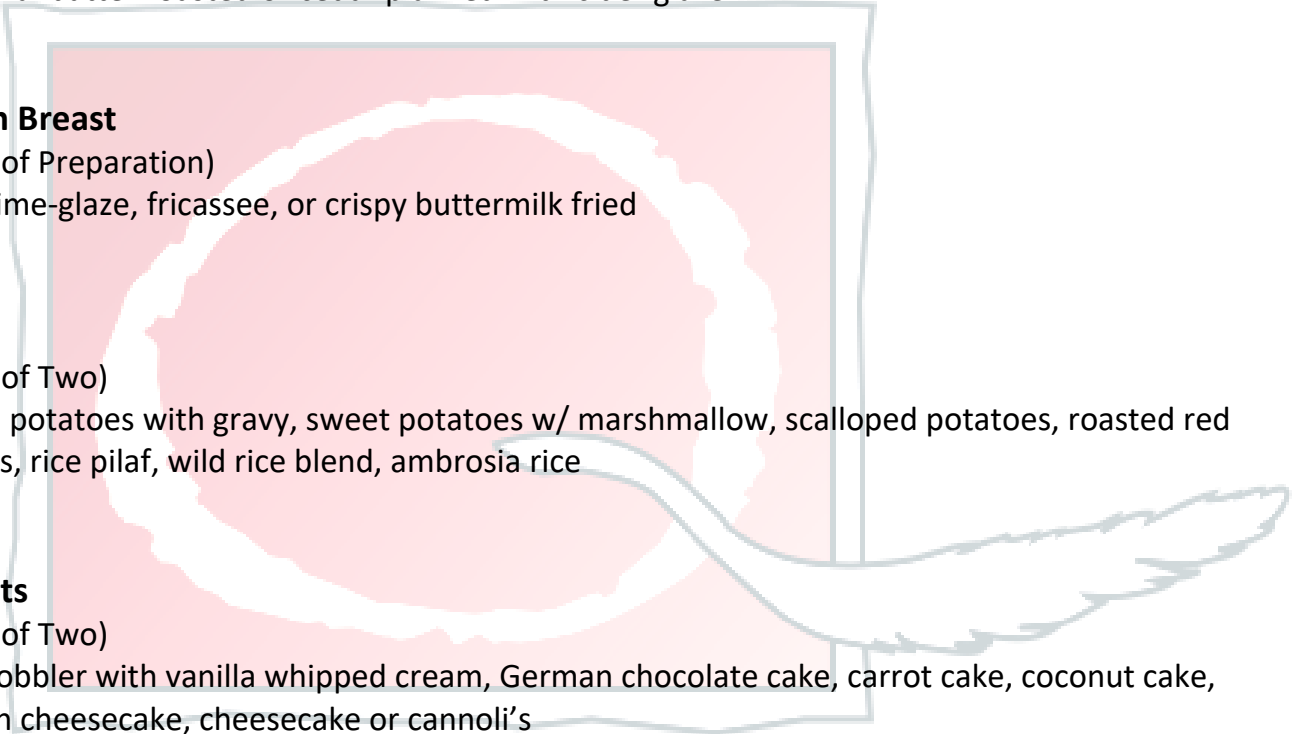 n Breast
of Preparation)
ime-glaze, fricassee, or crispy buttermilk fried
of Two)
potatoes with gravy, sweet potatoes w/ marshmallow, scalloped potatoes, roasted red
s, rice pilaf, wild rice blend, ambrosia rice
ts
of Two)
obbler with vanilla whipped cream, German chocolate cake, carrot cake, coconut cake,
n cheesecake, cheesecake or cannoli’s